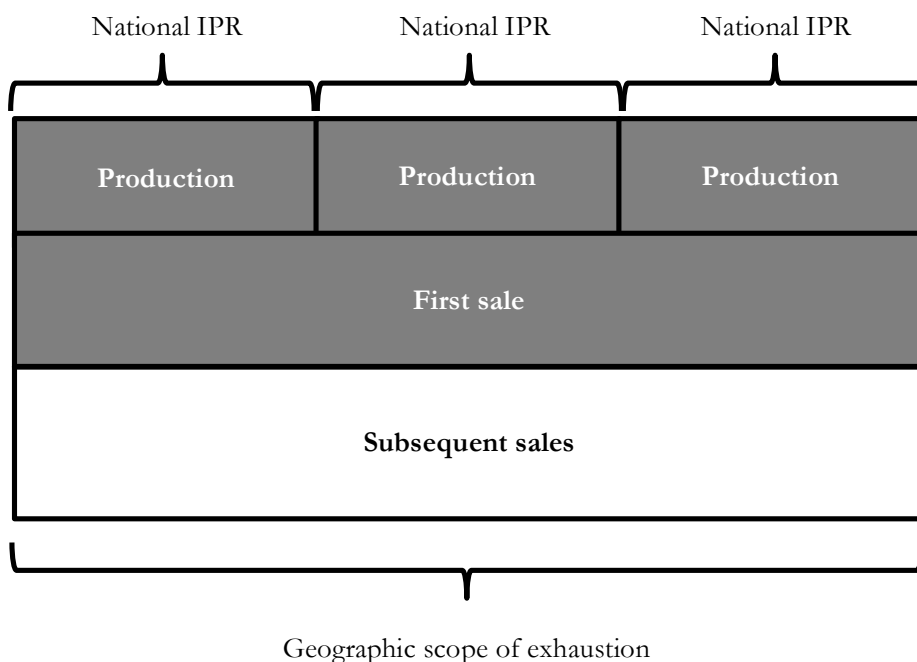 National IPR National IPR National IPR
Production Production Production
First sale
Subsequent sales
Geographic scope of exhaustion